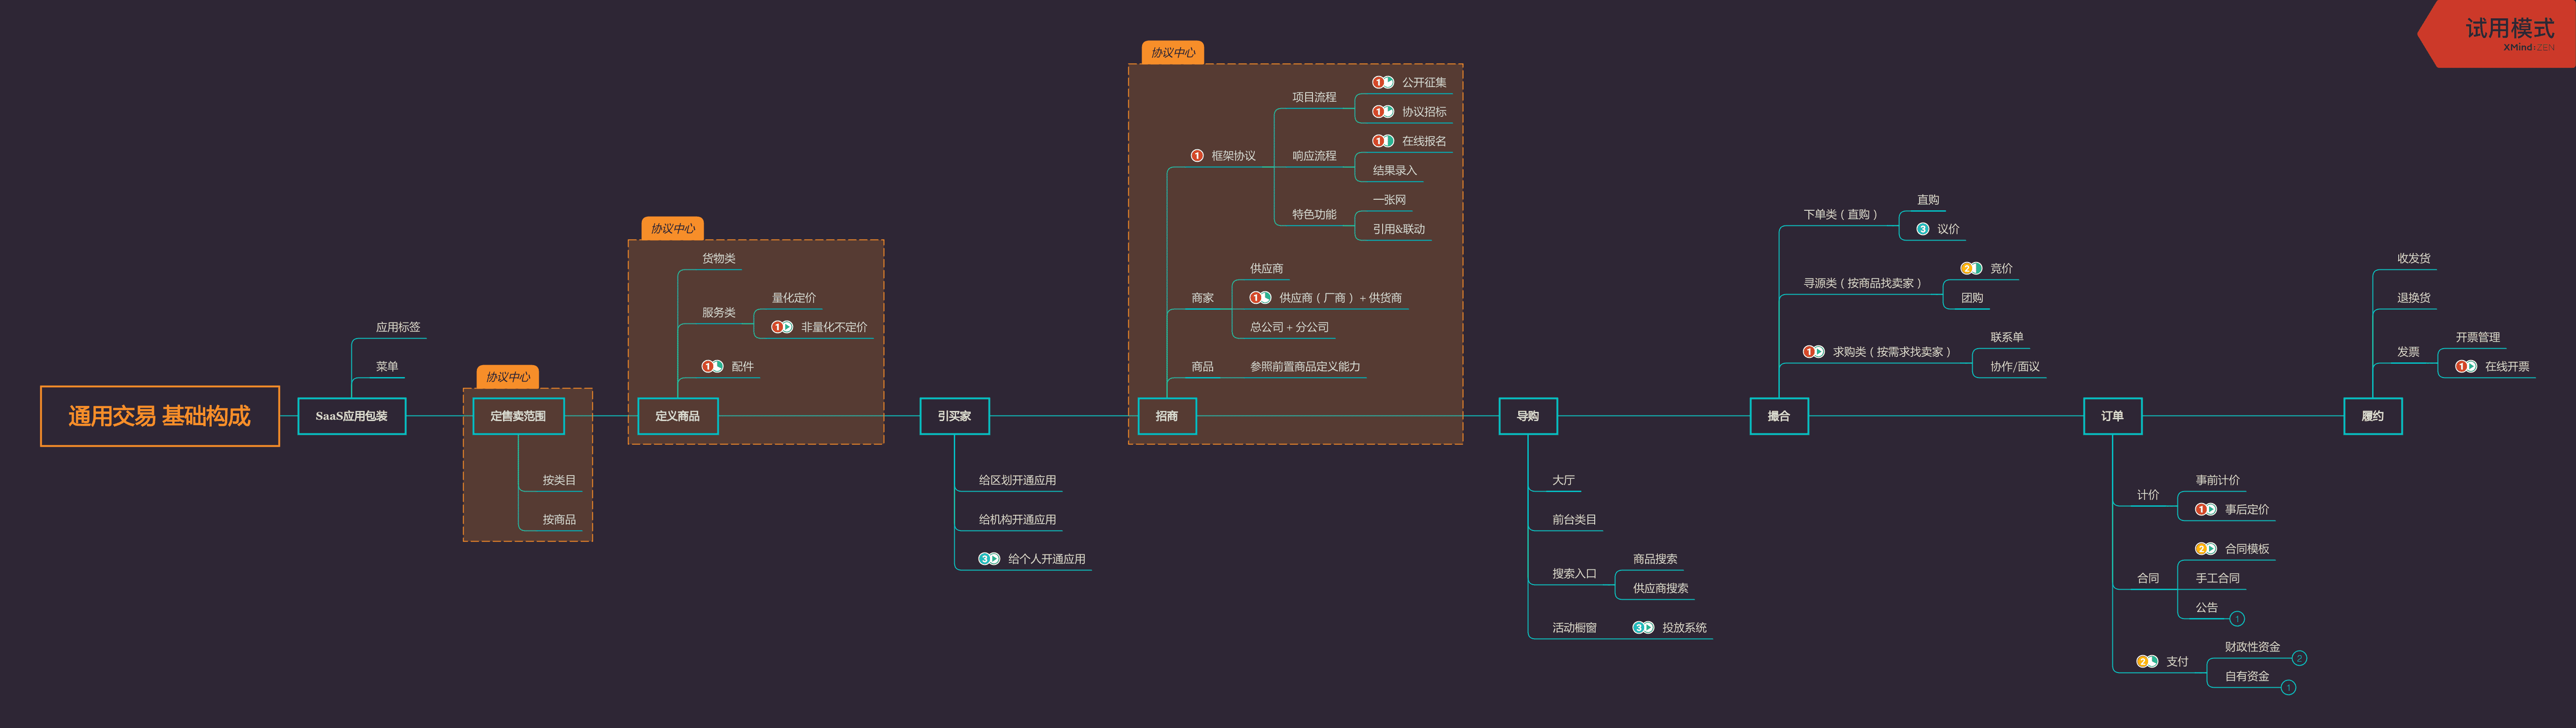 试用模式
XMind:ZEN
通用交易 基础构成
SaaS应用包装
应用标签
菜单
协议中心
定售卖范围
按类目
按商品
协议中心
定义商品
货物类
服务类
量化定价
1 非量化不定价
1 配件
引买家
给区划开通应用
给机构开通应用
3 给个人开通应用
协议中心
招商
1 框架协议
项目流程
1 公开征集
1 协议招标
响应流程
1 在线报名
结果录入
特色功能
一张网
引用&联动
商家
供应商
1 供应商（厂商）+ 供货商
总公司 + 分公司
商品
参照前置商品定义能力
导购
大厅
前台类目
搜索入口
商品搜索
供应商搜索
活动橱窗
3 投放系统
撮合
下单类（直购）
直购
3 议价
寻源类（按商品找卖家）
2 竞价
团购
1 求购类（按需求找卖家）
联系单
协作/面议
订单
计价
事前计价
1 事后定价
合同
2 合同模板
手工合同
公告 1
2 支付
财政性资金 2
自有资金 1
履约
收发货
退换货
发票
开票管理
1 在线开票